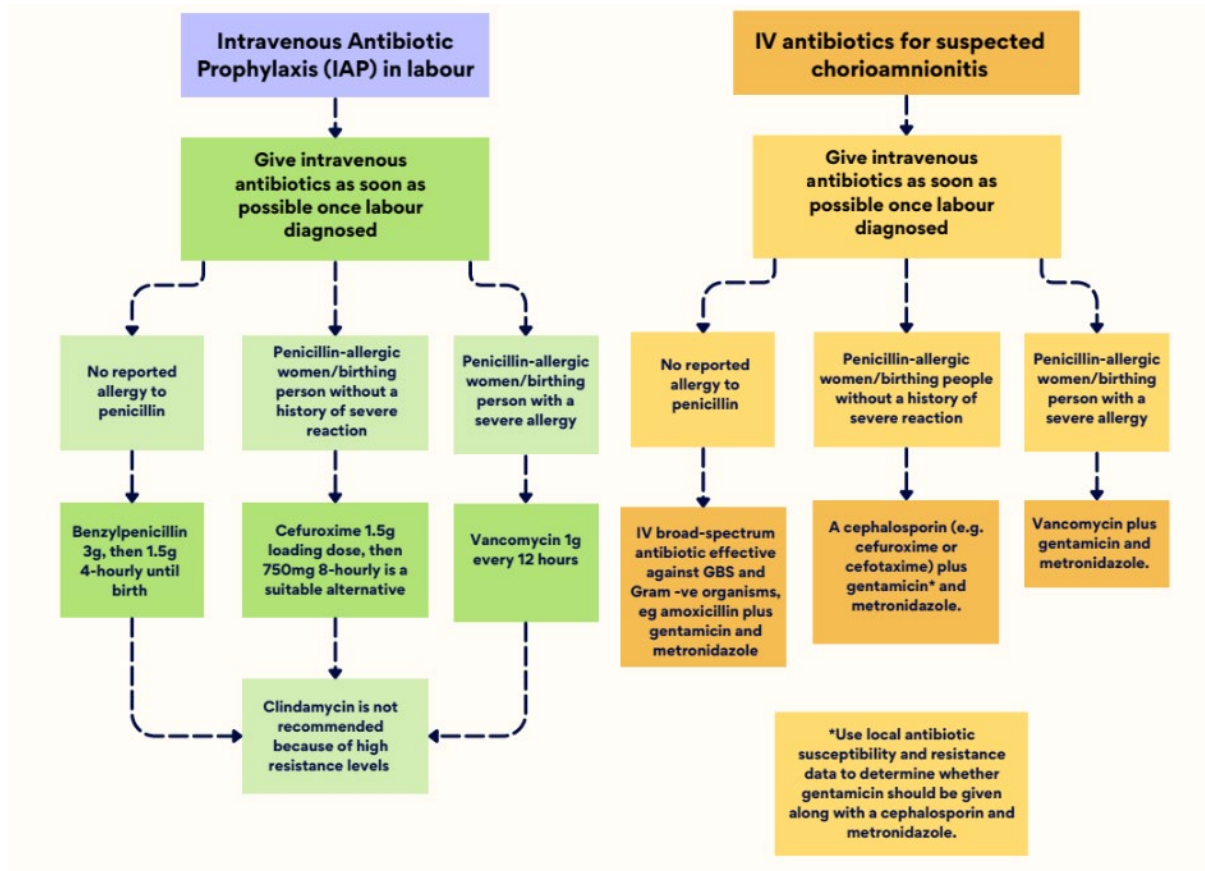 Intravenous Antibiotic
Prophylaxis (IAP) in labour
Give intravenous
antibiotics as soon as
possible once labour
diagnosed
No reported
allergy to
penicillin
Penicillin-allergic
women/birthing
person without a
history of severe
reaction
Penicillin-allergic
women/birthing
person with a
severe allergy
Benzylpenicillin
3g, then 1.5g
4-hourly until
birth
Cefuroxime 1.5g
loading dose, then
750mg 8-hourly is a
suitable alternative
Vancomycin 1g
every 12 hours
Clindamycin is not
recommended
because of high
resistance levels
IV antibiotics for suspected
chorioamnionitis
Give intravenous
antibiotics as soon as
possible once labour
diagnosed
No reported
allergy to
penicillin
Penicillin-allergic
women/birthing people
without a history of
severe reaction
Penicillin-allergic
women/birthing
person with a
severe allergy
IV broad-spectrum
antibiotic effective
against GBS and
Gram -ve organisms,
eg amoxicillin plus
gentamicin and
metronidazole
A cephalosporin (e.g.
cefuroxime or
cefotaxime) plus
gentamicin* and
metronidazole.
Vancomycin plus
gentamicin and
metronidazole.
*Use local antibiotic
susceptibility and resistance
data to determine whether
gentamicin should be given
along with a cephalosporin and
metronidazole.